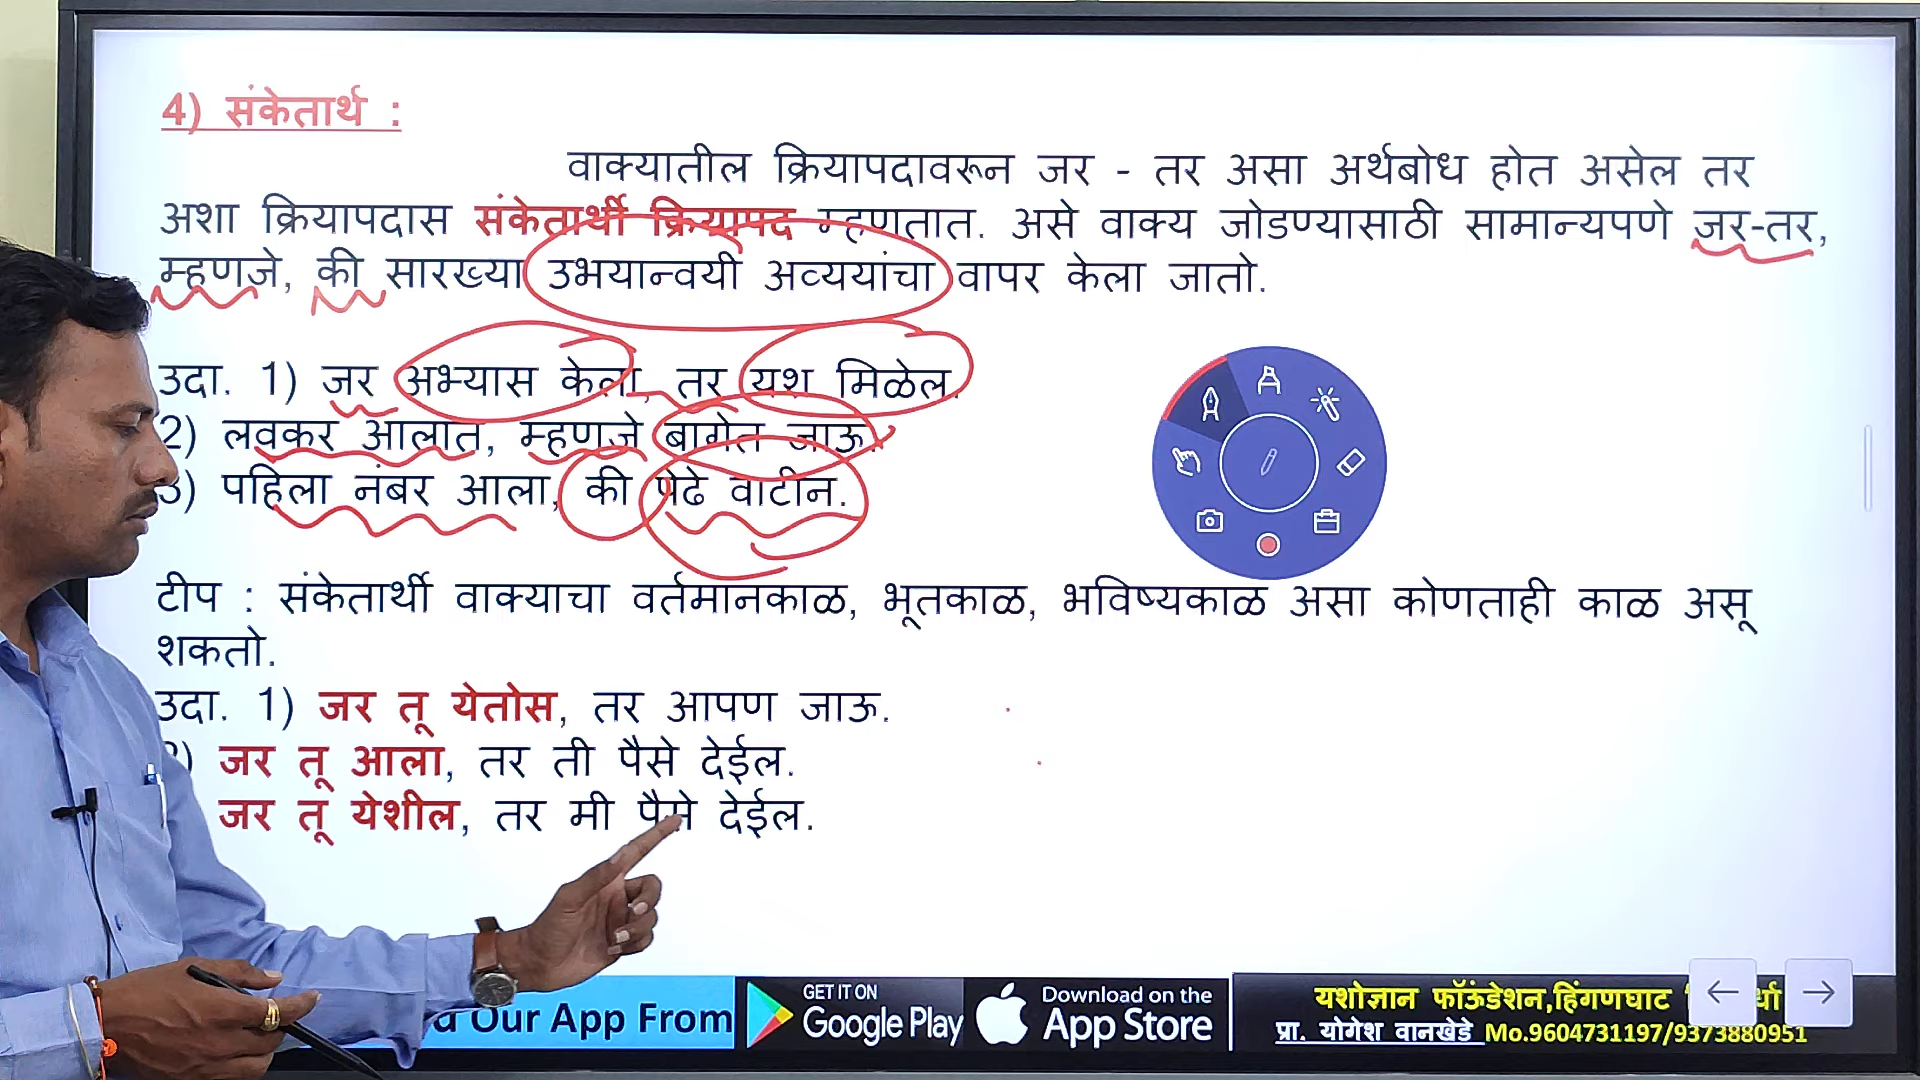 4) संकेतार्थ :
वाक्यातील क्रियापदावरून जर - तर असा अर्थबोध होत असेल तर
अशा क्रियापदास संकेतार्थी क्रियापद म्हणतात. असे वाक्य जोडण्यासाठी सामान्यपणे जर-तर,
म्हणजे, की सारख्या उभयान्वयी अव्ययांचा वापर केला जातो.
उदा. 1) जर अभ्यास केला, तर यश मिळेल.
2) लवकर आलात, म्हणजे बागेत जाऊ.
3) पहिला नंबर आला, की पेढे वाटीन.
टीप : संकेतार्थी वाक्याचा वर्तमानकाळ, भूतकाळ, भविष्यकाळ असा कोणताही काळ असू
शकतो.
उदा. 1) जर तू येतोस, तर आपण जाऊ.
) जर तू आला, तर ती पैसे देईल.
जर तू येशील, तर मी पैसे देईल.
Our App From
GET IT ON
Google Play
Download on the
App Store
यशोज्ञान फॉऊंडेशन,हिंगणघाट
प्रा. योगेश वानखेडे Mo.9604731197/9373880951